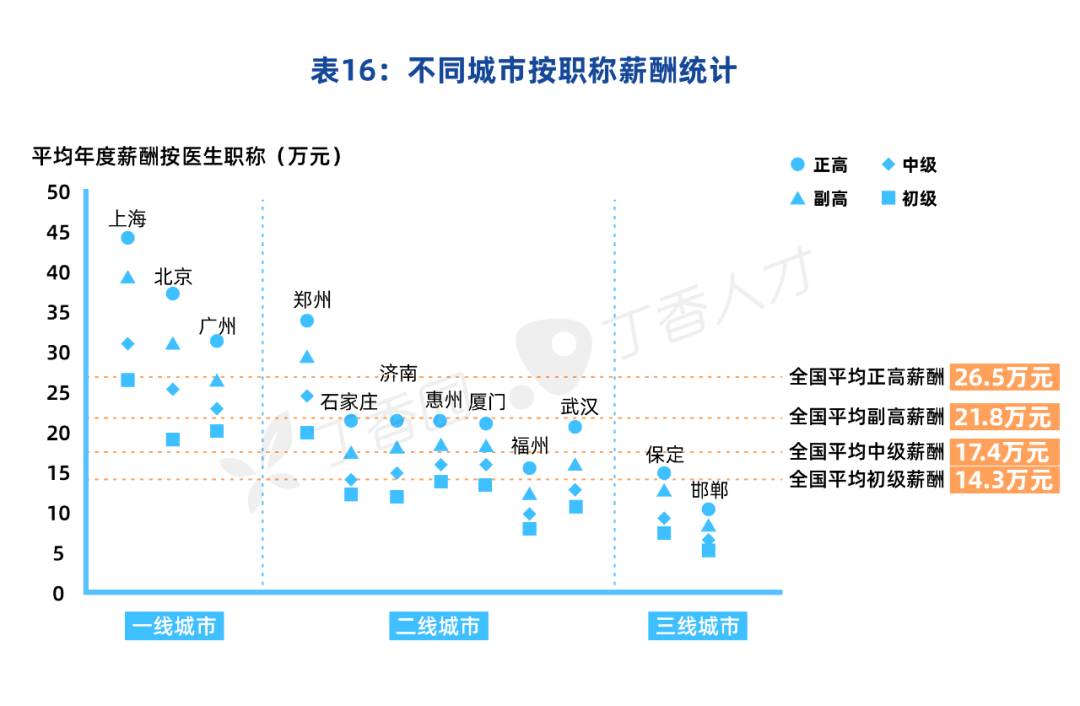 表16：不同城市按职称薪酬统计
平均年度薪酬按医生职称（万元）
正高
中级
副高
初级
50
45
40
35
30
25
20
15
10
5
0
上海
北京
广州
郑州
济南
石家庄
惠州
厦门
武汉
福州
保定
邯郸
全国平均正高薪酬 26.5万元
全国平均副高薪酬 21.8万元
全国平均中级薪酬 17.4万元
全国平均初级薪酬 14.3万元
丁香园
丁香人才
一线城市
二线城市
三线城市